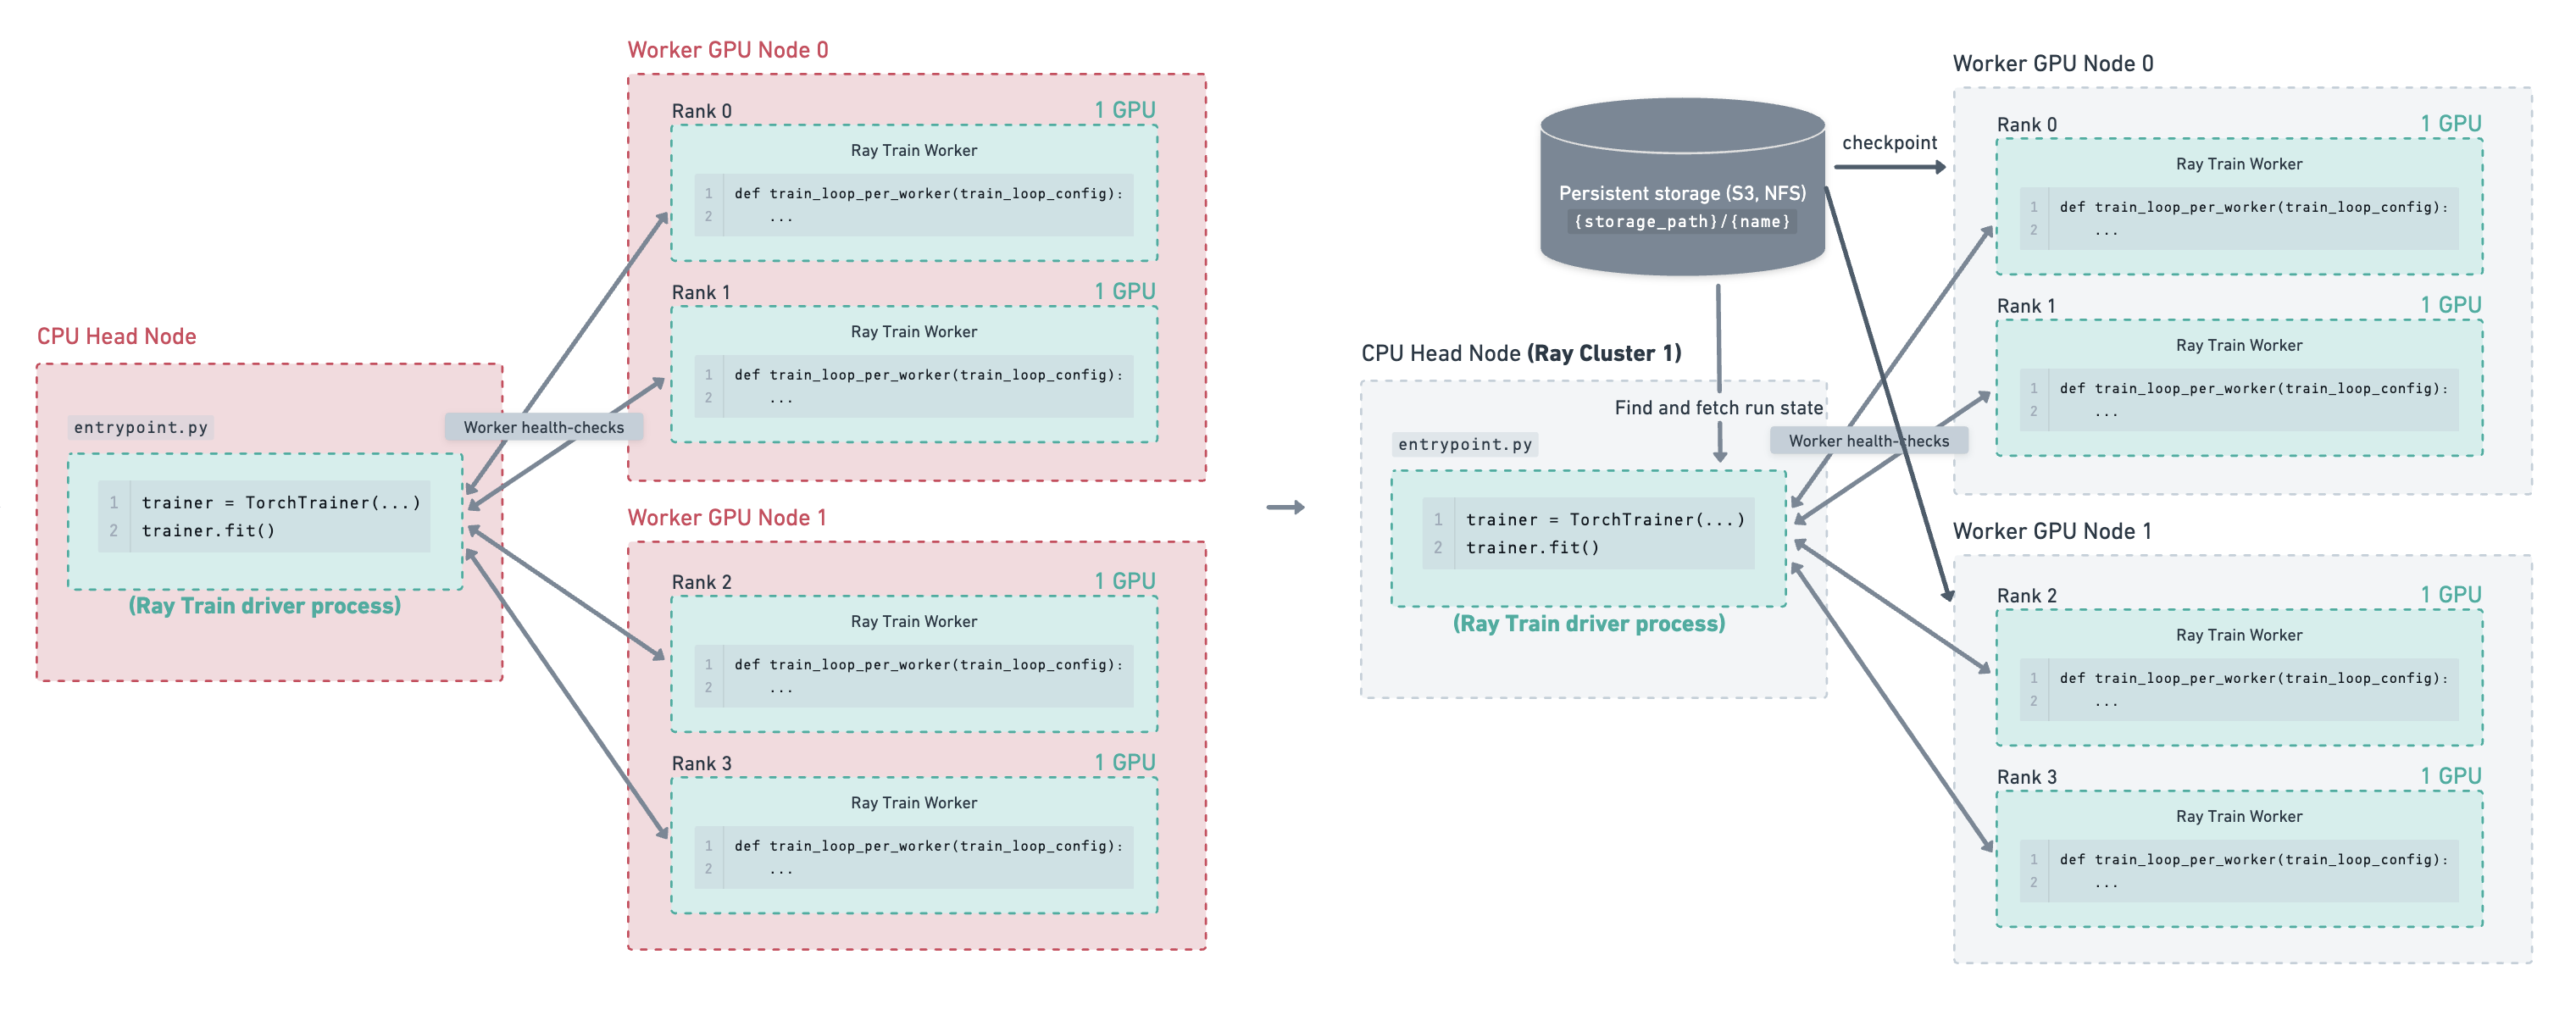 Worker GPU Node 0
Rank 0
1 GPU
Ray Train Worker
1 def train_loop_per_worker(train_loop_config):
2 ...
Rank 1
1 GPU
Ray Train Worker
1 def train_loop_per_worker(train_loop_config):
2 ...
CPU Head Node
entrypoint.py
1 trainer = TorchTrainer(...)
2 trainer.fit()
(Ray Train driver process)
Worker health-checks
Worker GPU Node 1
Rank 2
1 GPU
Ray Train Worker
1 def train_loop_per_worker(train_loop_config):
2 ...
Rank 3
1 GPU
Ray Train Worker
1 def train_loop_per_worker(train_loop_config):
2 ...
Persistent storage (S3, NFS)
{storage_path}/{name}
checkpoint
Find and fetch run state
CPU Head Node (Ray Cluster 1)
entrypoint.py
1 trainer = TorchTrainer(...)
2 trainer.fit()
(Ray Train driver process)
Worker health-checks
Worker GPU Node 0
Rank 0
1 GPU
Ray Train Worker
1 def train_loop_per_worker(train_loop_config):
2 ...
Rank 1
1 GPU
Ray Train Worker
1 def train_loop_per_worker(train_loop_config):
2 ...
Worker GPU Node 1
Rank 2
1 GPU
Ray Train Worker
1 def train_loop_per_worker(train_loop_config):
2 ...
Rank 3
1 GPU
Ray Train Worker
1 def train_loop_per_worker(train_loop_config):
2 ...